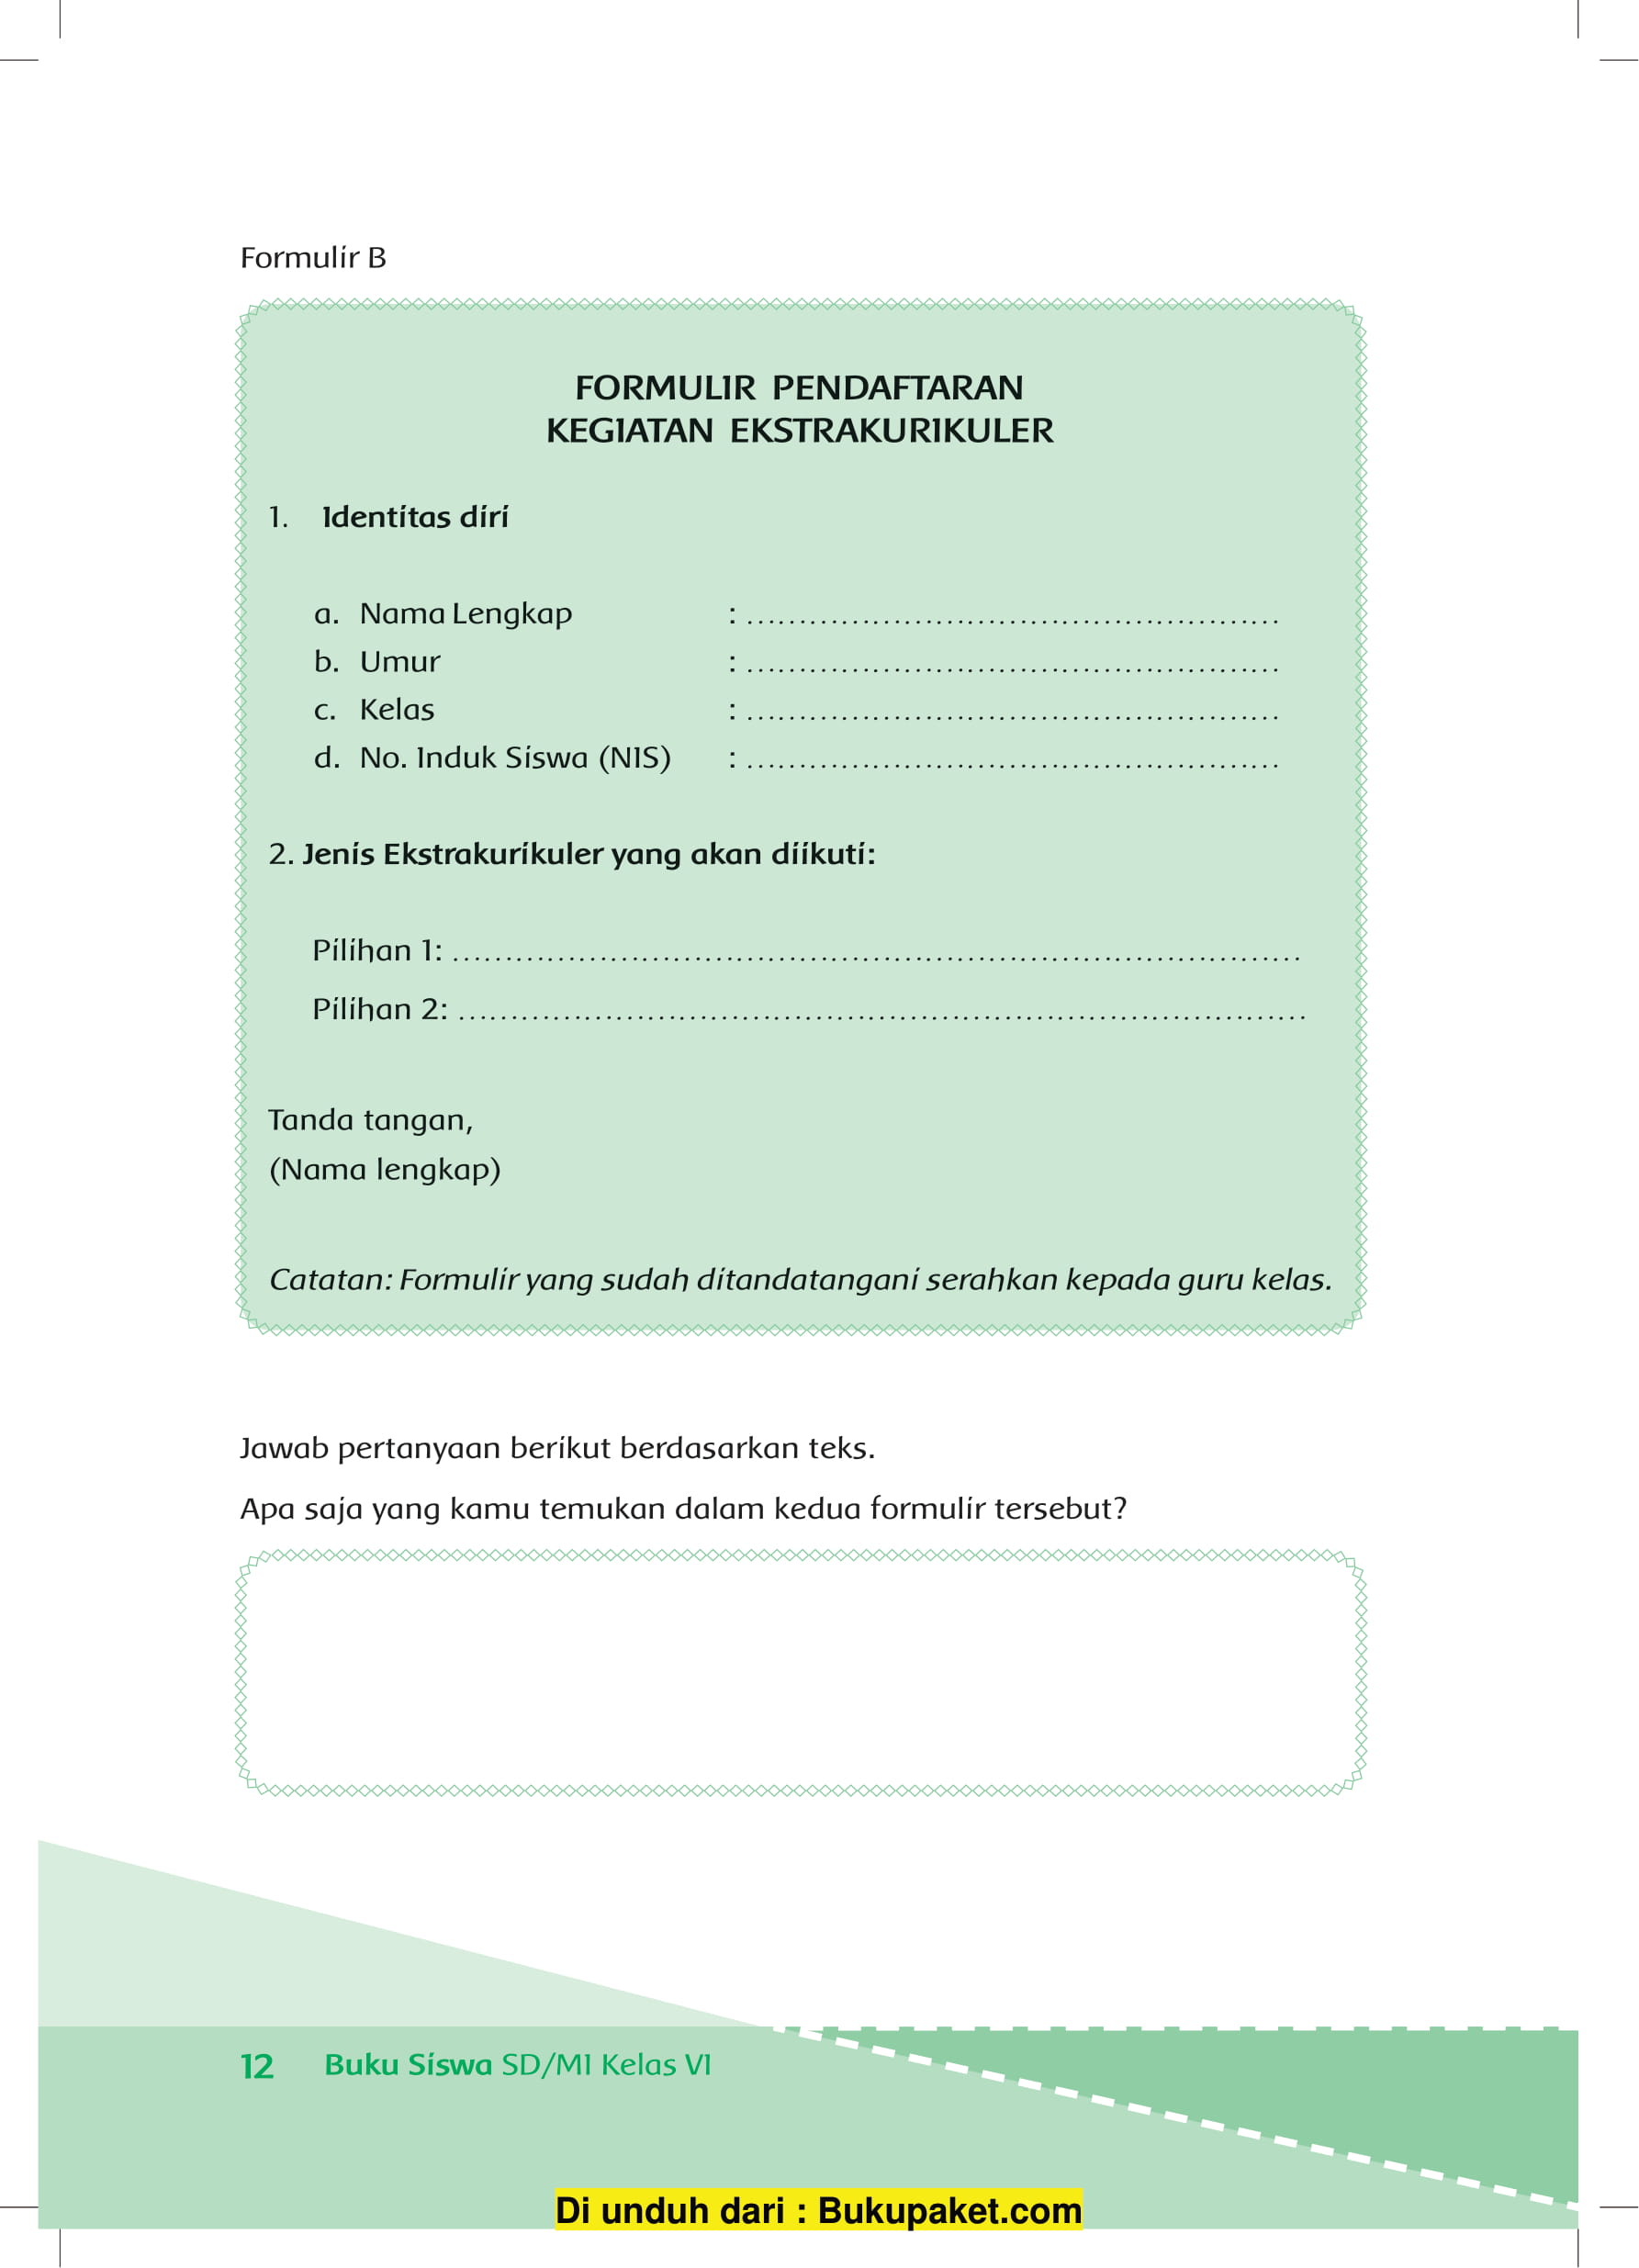 Formulir B
FORMULIR PENDAFTARAN
KEGIATAN EKSTRAKURIKULER
1. Identitas diri
a. Nama Lengkap : ..................................................
b. Umur : ..................................................
c. Kelas : ..................................................
d. No. Induk Siswa (NIS) : ..................................................
2. Jenis Ekstrakurikuler yang akan diikuti:
Pilihan 1: ................................................................................
Pilihan 2: ................................................................................
Tanda tangan,
(Nama lengkap)
Catatan: Formulir yang sudah ditandatangani serahkan kepada guru kelas.
Jawab pertanyaan berikut berdasarkan teks.
Apa saja yang kamu temukan dalam kedua formulir tersebut?
12 Buku Siswa SD/MI Kelas VI
Di unduh dari : Bukupaket.com